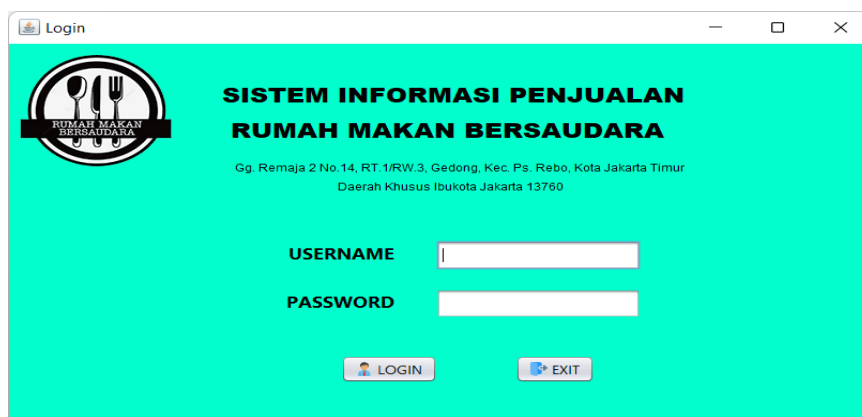 Login
RUMAH MAKAN
BERSAUDARA
SISTEM INFORMASI PENJUALAN
RUMAH MAKAN BERSAUDARA
Gg. Remaja 2 No.14, RT.1/RW.3, Gedong, Kec. Ps. Rebo, Kota Jakarta Timur
Daerah Khusus Ibukota Jakarta 13760
USERNAME
PASSWORD
LOGIN EXIT